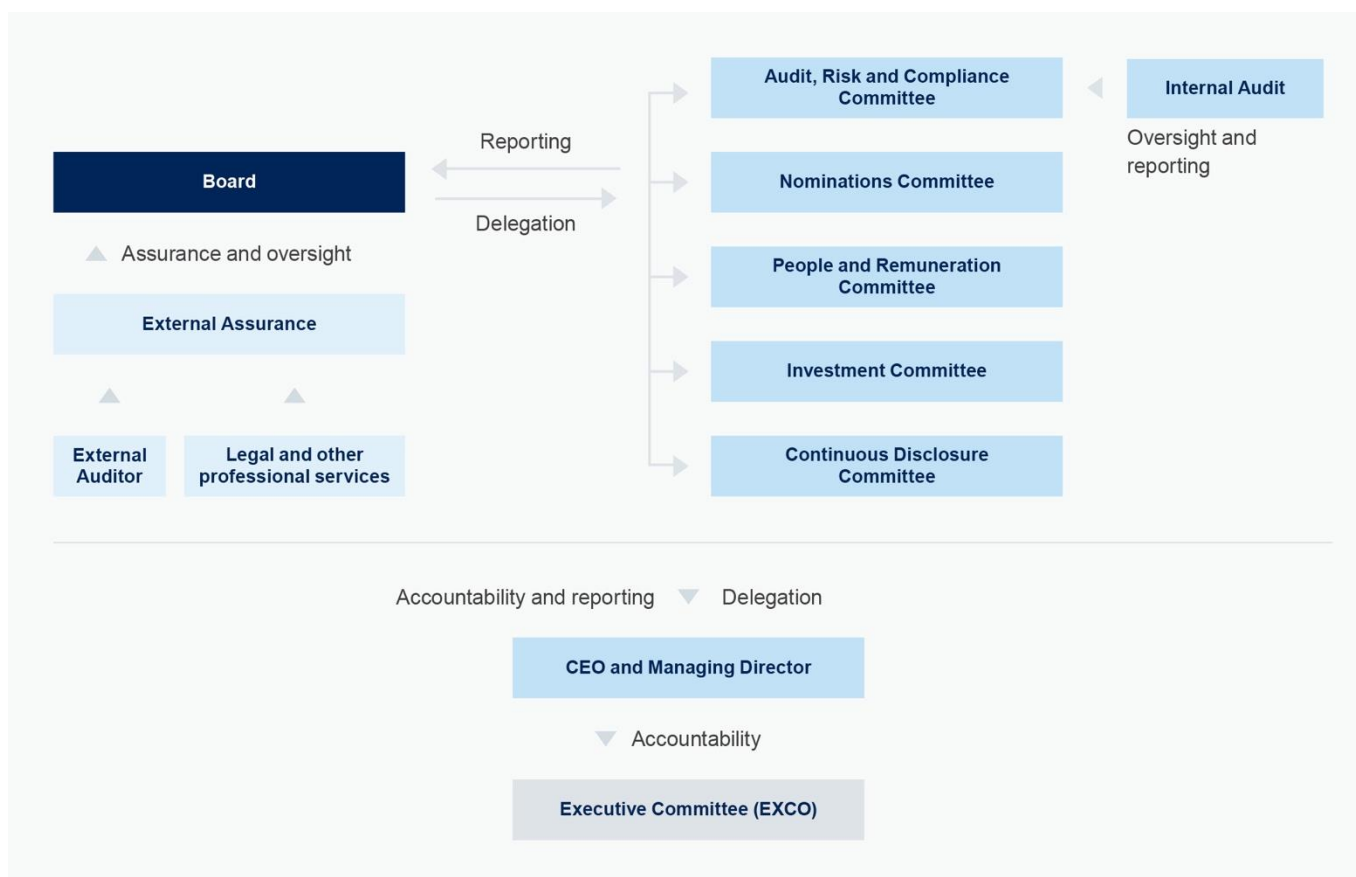 Board
Assurance and oversight
External Assurance
External
Auditor
Legal and other
professional services
Reporting
Delegation
Audit, Risk and Compliance
Committee
Nominations Committee
People and Remuneration
Committee
Investment Committee
Continuous Disclosure
Committee
Internal Audit
Oversight and
reporting
Accountability and reporting
Delegation
CEO and Managing Director
Accountability
Executive Committee (EXCO)